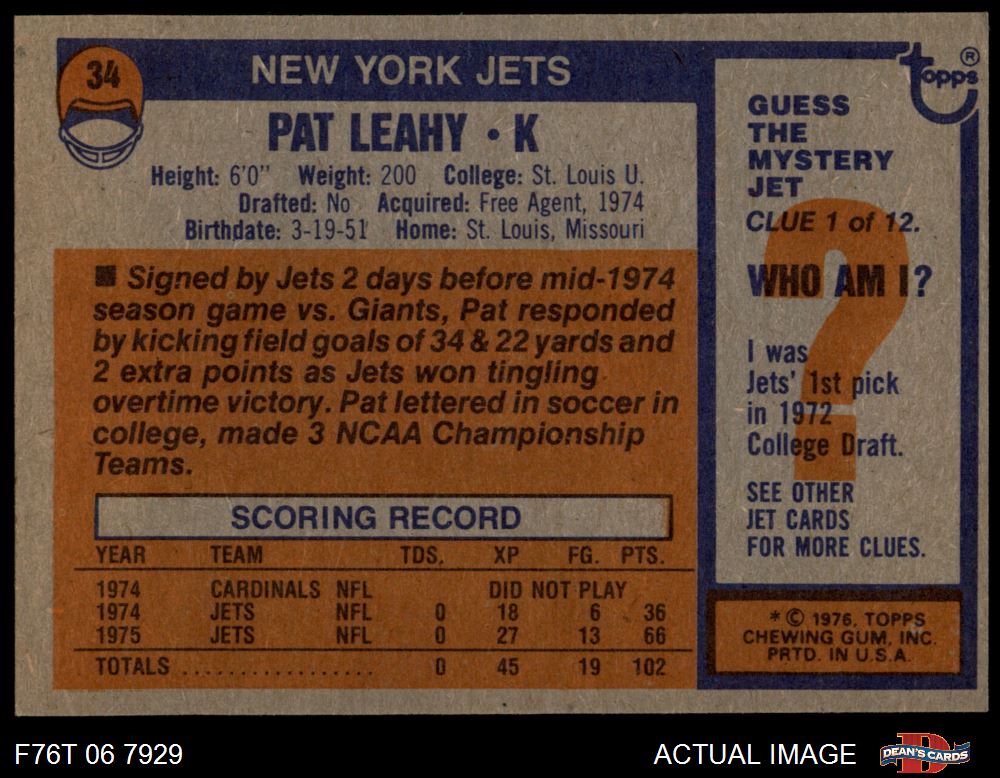 34
NEW YORK JETS
PAT LEAHY • K
Height: 6'0" Weight: 200 College: St. Louis U.
Drafted: No Acquired: Free Agent, 1974
Birthdate: 3-19-51 Home: St. Louis, Missouri
■ Signed by Jets 2 days before mid-1974
season game vs. Giants, Pat responded
by kicking field goals of 34 & 22 yards and
2 extra points as Jets won tingling
overtime victory. Pat lettered in soccer in
college, made 3 NCAA Championship
Teams.
SCORING RECORD
YEAR TEAM TDS. XP FG. PTS.
1974 CARDINALS NFL DID NOT PLAY
1974 JETS NFL 0 18 6 36
1975 JETS NFL 0 27 13 66
TOTALS .................. 0 45 19 102
topps®
GUESS
THE
MYSTERY
JET
CLUE 1 of 12.
WHO AM I?
?
I was
Jets' 1st pick
in 1972
College Draft.
SEE OTHER
JET CARDS
FOR MORE CLUES.
* © 1976, TOPPS
CHEWING GUM, INC.
PRTD. IN U.S.A.
F76T 06 7929
ACTUAL IMAGE
D
DEAN'S CARDS